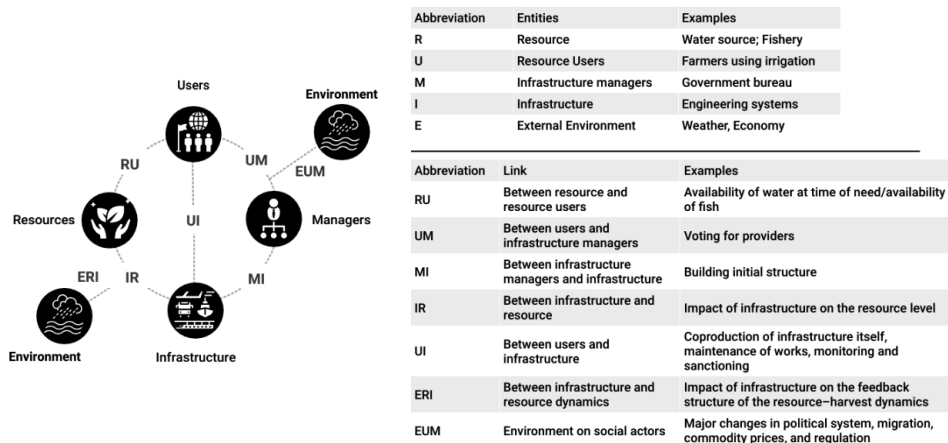 Users
Environment
RU
UM
EUM
Resources
UI
Managers
ERI
IR
MI
Environment
Infrastructure
Abbreviation Entities Examples
R Resource Water source; Fishery
U Resource Users Farmers using irrigation
M Infrastructure managers Government bureau
I Infrastructure Engineering systems
E External Environment Weather, Economy
Abbreviation Link Examples
RU Between resource and resource users Availability of water at time of need/availability of fish
UM Between users and infrastructure managers Voting for providers
MI Between infrastructure managers and infrastructure Building initial structure
IR Between infrastructure and resource Impact of infrastructure on the resource level
UI Between users and infrastructure Coproduction of infrastructure itself, maintenance of works, monitoring and sanctioning
ERI Between infrastructure and resource dynamics Impact of infrastructure on the feedback structure of the resource–harvest dynamics
EUM Environment on social actors Major changes in political system, migration, commodity prices, and regulation